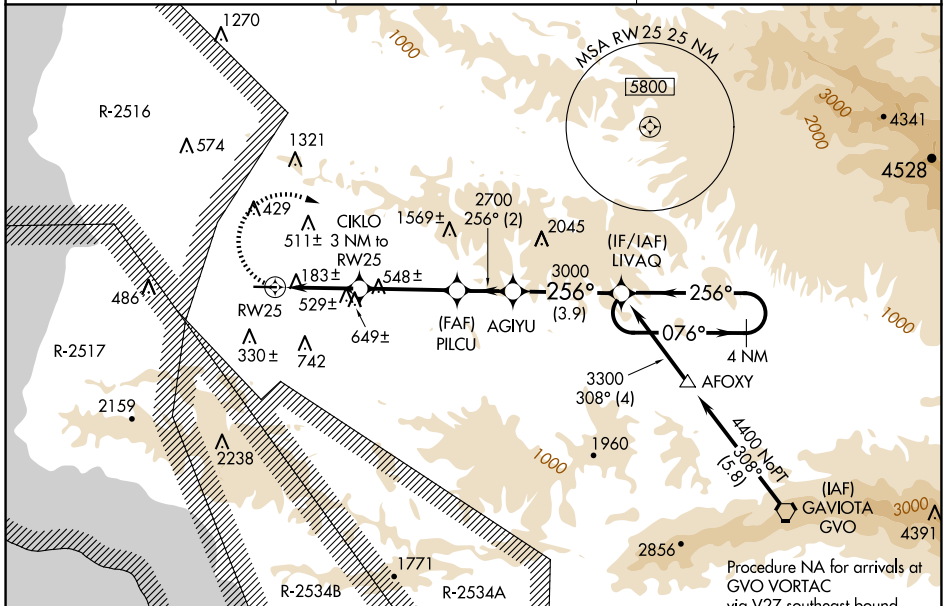 1270
1000
MSA RW25 25 NM
5800
3000
2000
4341
4528
R-2516
574
1321
429
511±
CIKLO
3 NM to
RW25
1569±
2700
256° (2)
2045
(IF/IAF)
LIVAQ
183±
548±
3000
256°
(3.9)
256°
486
RW25
529±
649±
(FAF)
PILCU
AGIYU
076°
4 NM
1000
R-2517
330±
742
3300
308° (4)
AFOXY
2159
2238
1000
1960
4400 NoPT
308°
(5.8)
(IAF)
GAVIOTA
GVO
3000
4391
2856
1771
R-2534B
R-2534A
Procedure NA for arrivals at
GVO VORTAC
via V27 southeast bound